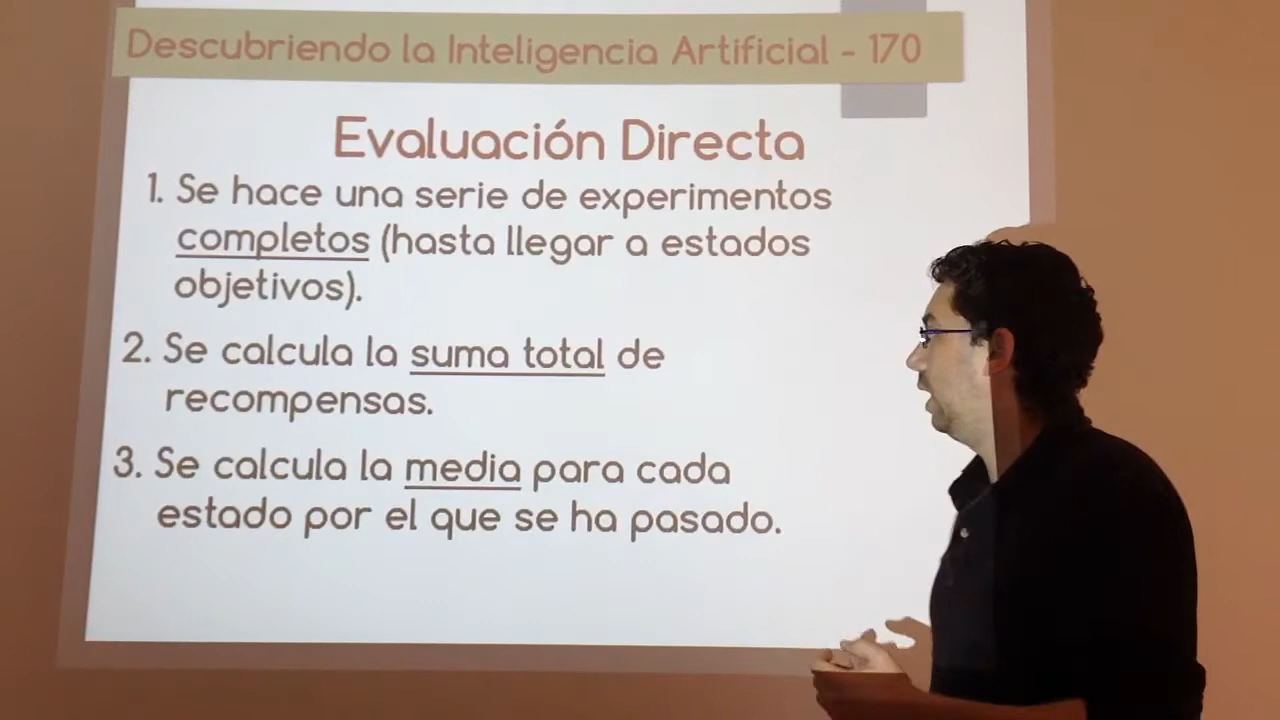 Descubriendo la Inteligencia Artificial - 170
Evaluación Directa
1. Se hace una serie de experimentos
completos (hasta llegar a estados
objetivos).
2. Se calcula la suma total de
recompensas.
3. Se calcula la media para cada
estado por el que se ha pasado.